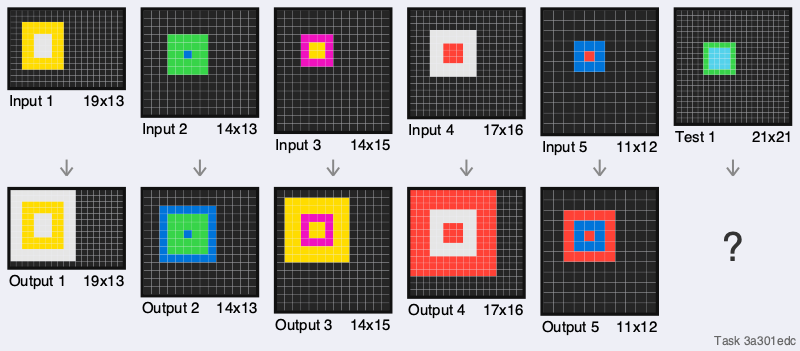 Input 1 19x13
Input 2 14x13
Input 3 14x15
Input 4 17x16
Input 5 11x12
Test 1 21x21
Output 1 19x13
Output 2 14x13
Output 3 14x15
Output 4 17x16
Output 5 11x12
?
Task 3a301edc